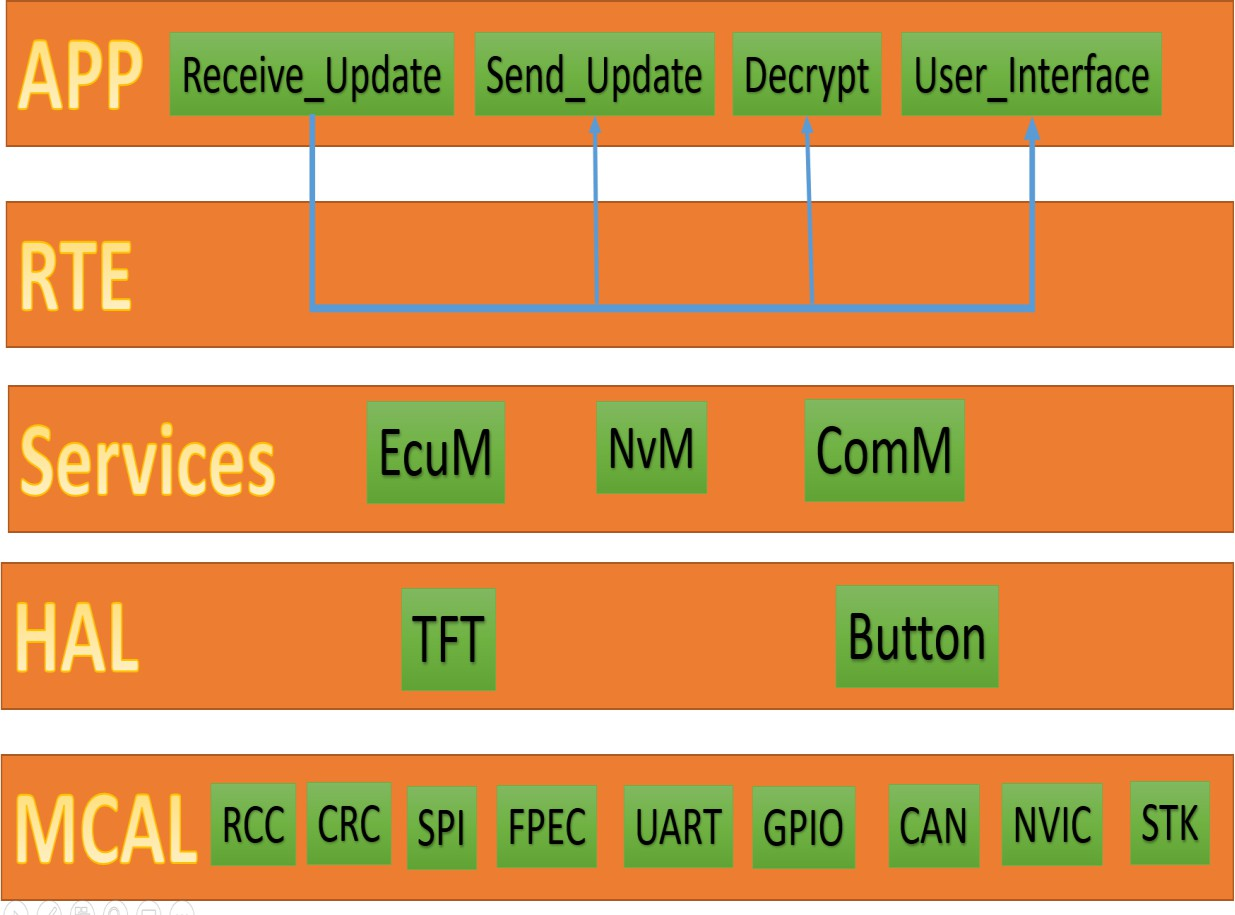 APP Receive_Update Send_Update Decrypt User_Interface
RTE
Services EcuM NvM ComM
HAL TFT Button
MCAL RCC CRC SPI FPEC UART GPIO CAN NVIC STK